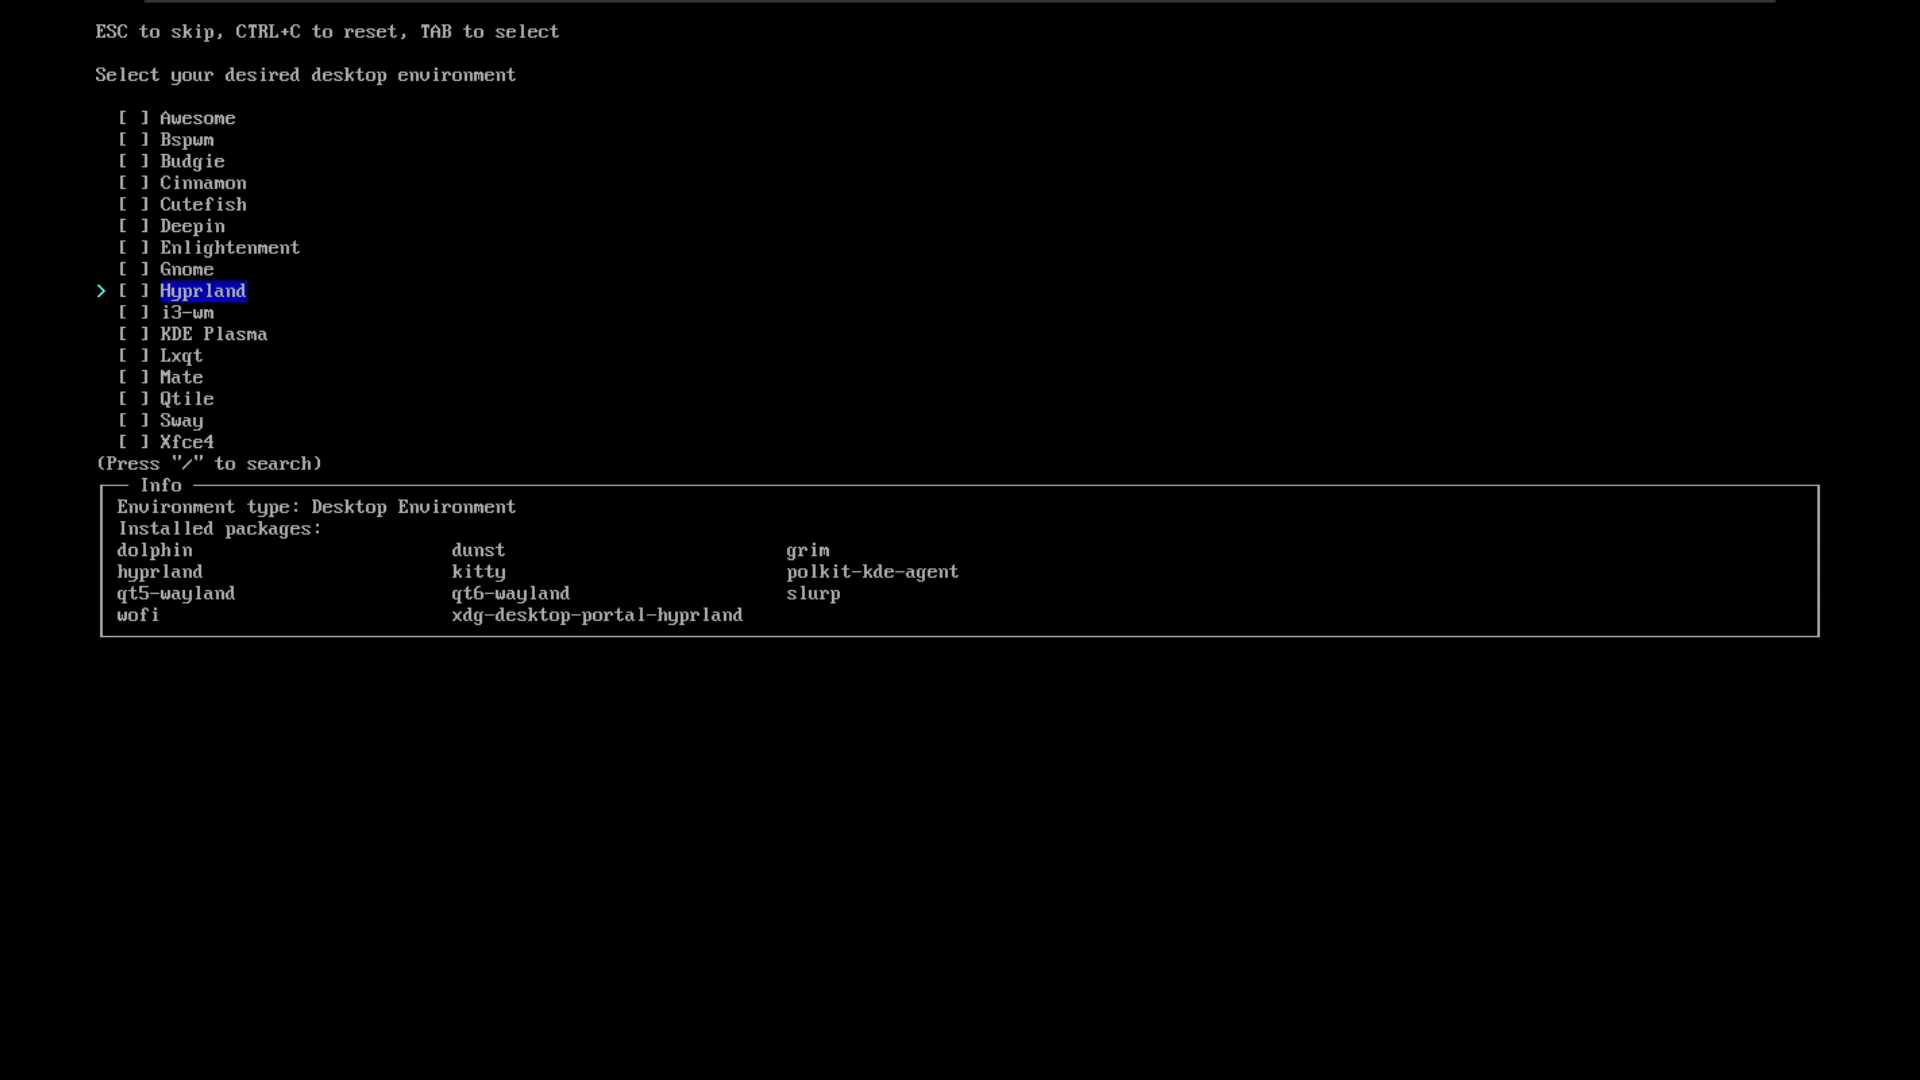 ESC to skip, CTRL+C to reset, TAB to select
Select your desired desktop environment
[ ] Awesome
[ ] Bspwm
[ ] Budgie
[ ] Cinnamon
[ ] Cutefish
[ ] Deepin
[ ] Enlightenment
[ ] Gnome
> [ ] Hyprland
[ ] i3-wm
[ ] KDE Plasma
[ ] Lxqt
[ ] Mate
[ ] Qtile
[ ] Sway
[ ] Xfce4
(Press "/" to search)
Info
Environment type: Desktop Environment
Installed packages:
dolphin dunst grim
hyprland kitty polkit-kde-agent
qt5-wayland qt6-wayland slurp
wofi xdg-desktop-portal-hyprland